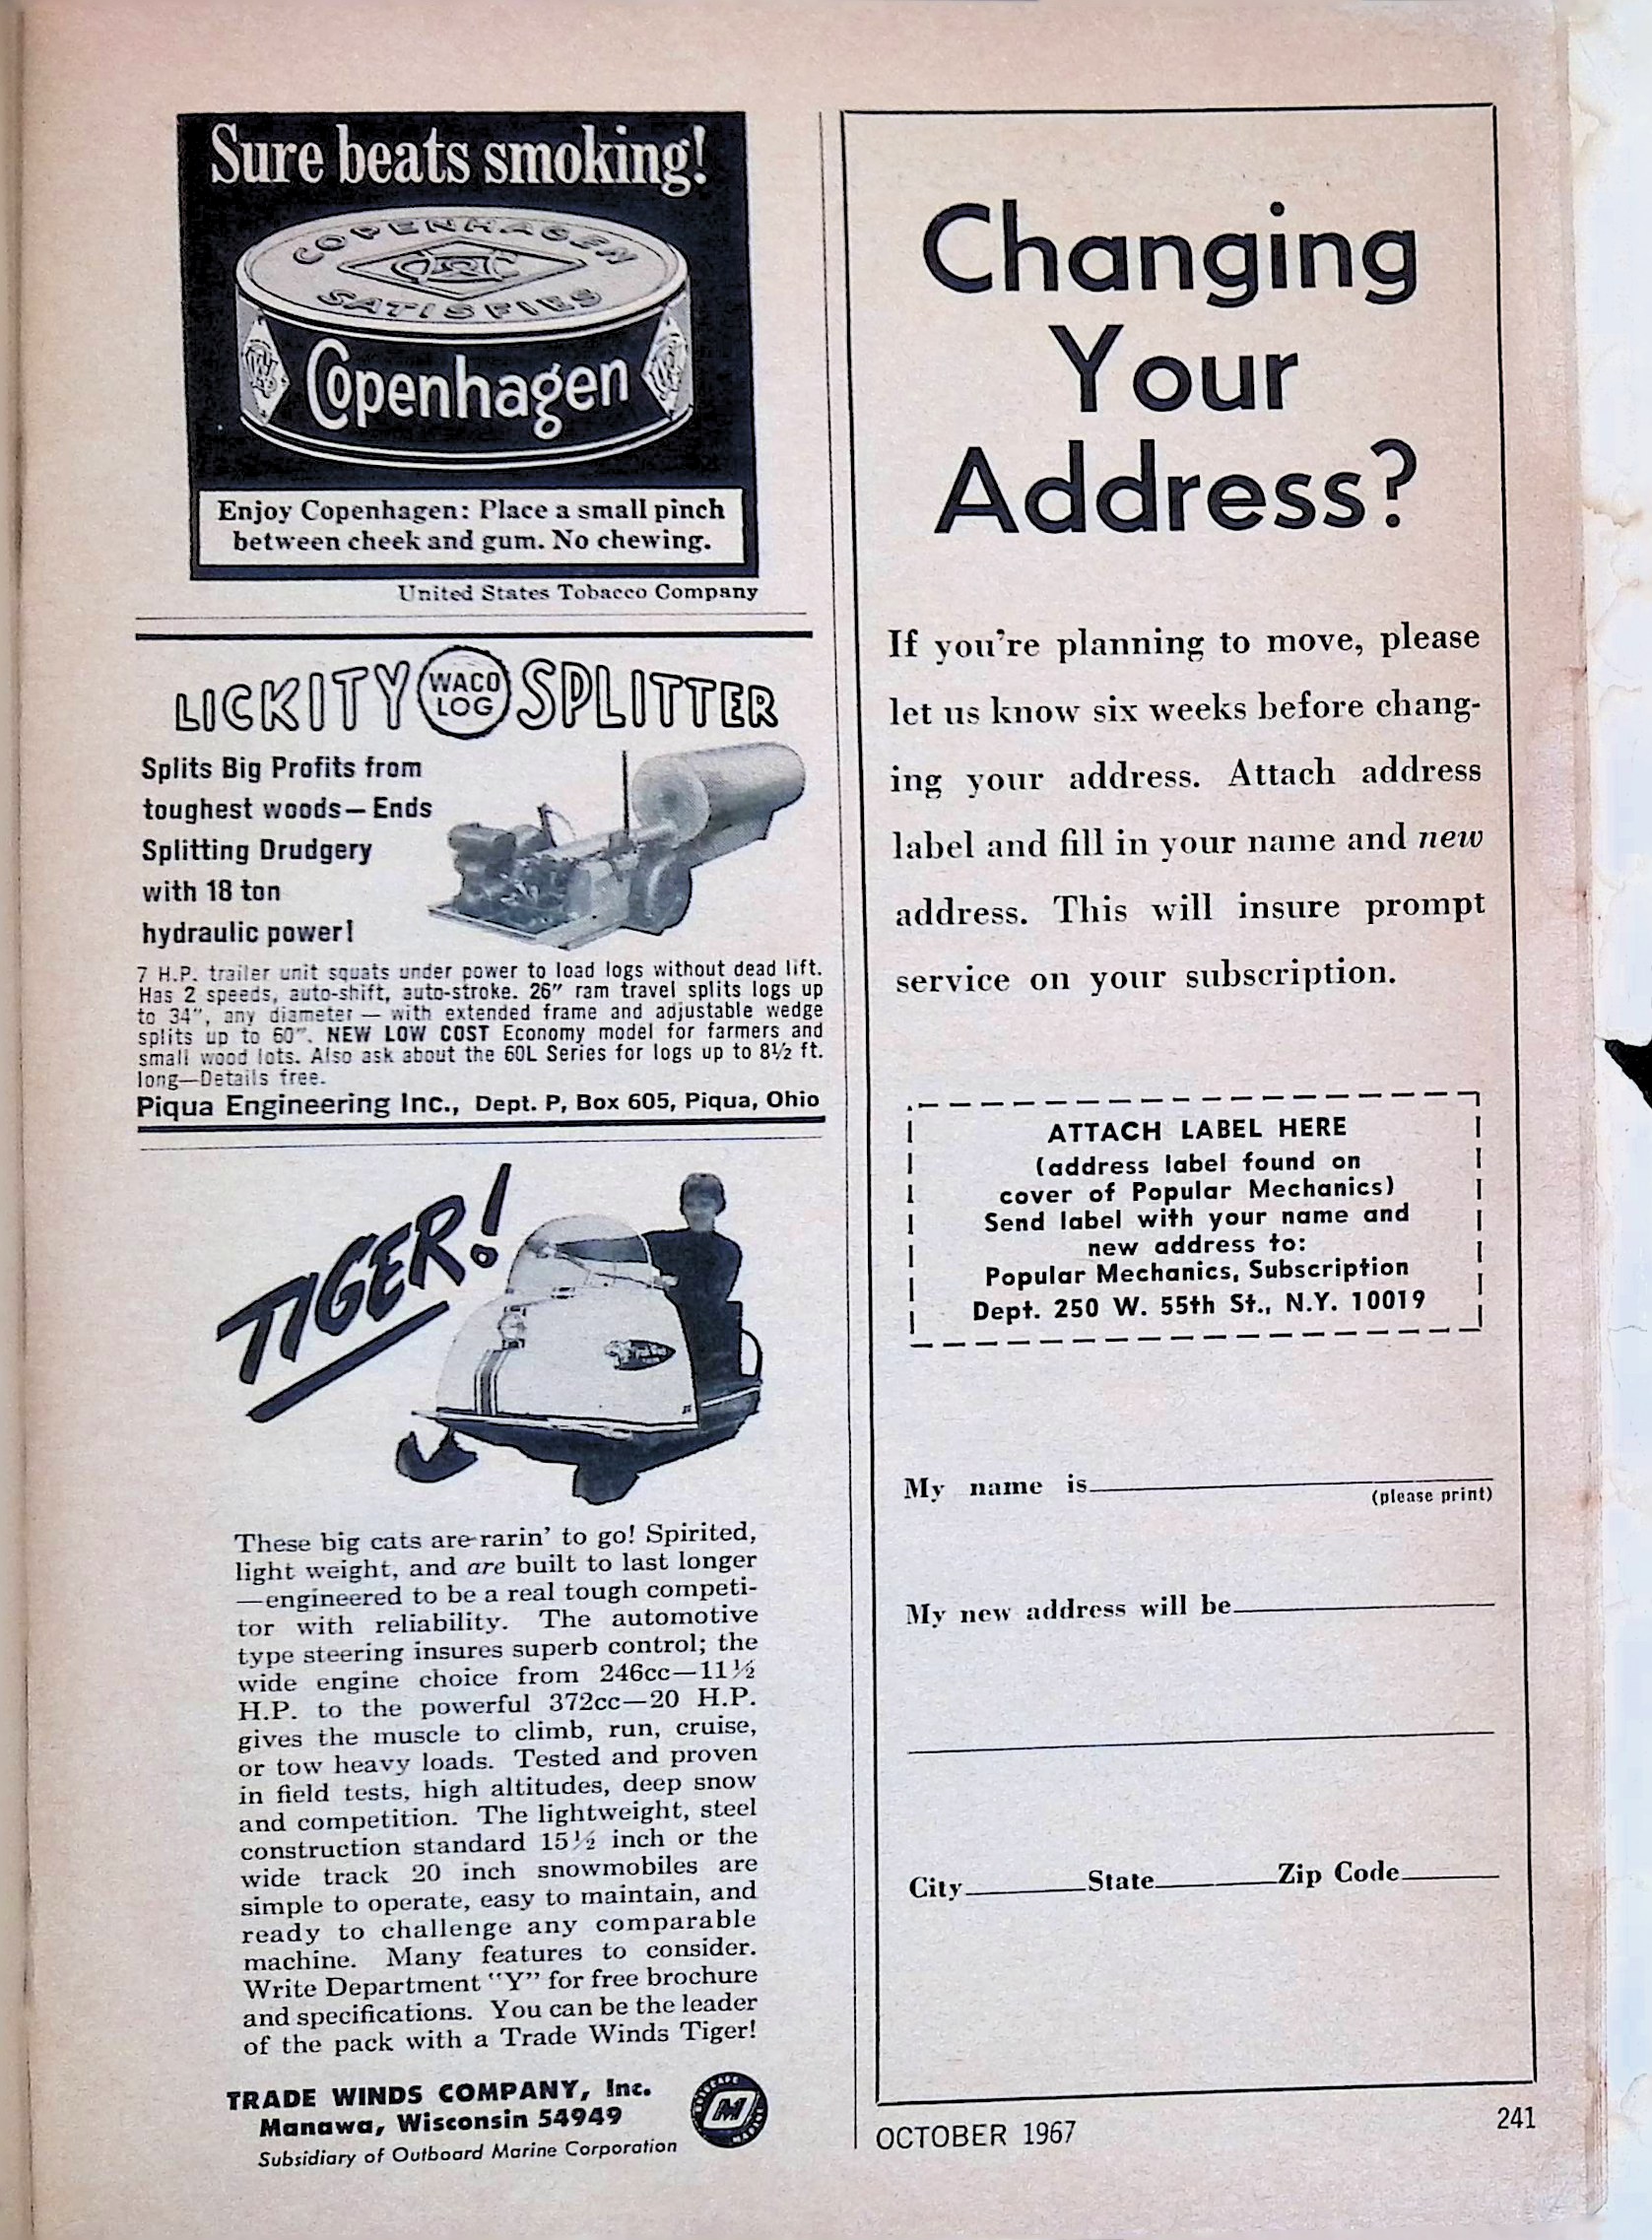 Sure beats smoking!
COPENHAGEN
SATISFIES
Copenhagen
Enjoy Copenhagen: Place a small pinch
between cheek and gum. No chewing.
United States Tobacco Company
LICKITY WACO LOG SPLITTER
Splits Big Profits from
toughest woods—Ends
Splitting Drudgery
with 18 ton
hydraulic power!
7 H.P. trailer unit squats under power to load logs without dead lift.
Has 2 speeds, auto-shift, auto-stroke. 26" ram travel splits logs up
to 34", any diameter — with extended frame and adjustable wedge
splits up to 60". NEW LOW COST Economy model for farmers and
small wood lots. Also ask about the 60L Series for logs up to 8½ ft.
long—Details free.
Piqua Engineering Inc., Dept. P, Box 605, Piqua, Ohio
TIGER!
These big cats are rarin' to go! Spirited,
light weight, and are built to last longer
—engineered to be a real tough competi-
tor with reliability. The automotive
type steering insures superb control; the
wide engine choice from 246cc—11½
H.P. to the powerful 372cc—20 H.P.
gives the muscle to climb, run, cruise,
or tow heavy loads. Tested and proven
in field tests, high altitudes, deep snow
and competition. The lightweight, steel
construction standard 15½ inch or the
wide track 20 inch snowmobiles are
simple to operate, easy to maintain, and
ready to challenge any comparable
machine. Many features to consider.
Write Department "Y" for free brochure
and specifications. You can be the leader
of the pack with a Trade Winds Tiger!
TRADE WINDS COMPANY, Inc.
Manawa, Wisconsin 54949
Subsidiary of Outboard Marine Corporation
Changing
Your
Address?
If you're planning to move, please
let us know six weeks before chang-
ing your address. Attach address
label and fill in your name and new
address. This will insure prompt
service on your subscription.
ATTACH LABEL HERE
(address label found on
cover of Popular Mechanics)
Send label with your name and
new address to:
Popular Mechanics, Subscription
Dept. 250 W. 55th St., N.Y. 10019
My name is
(please print)
My new address will be
City State Zip Code
OCTOBER 1967
241